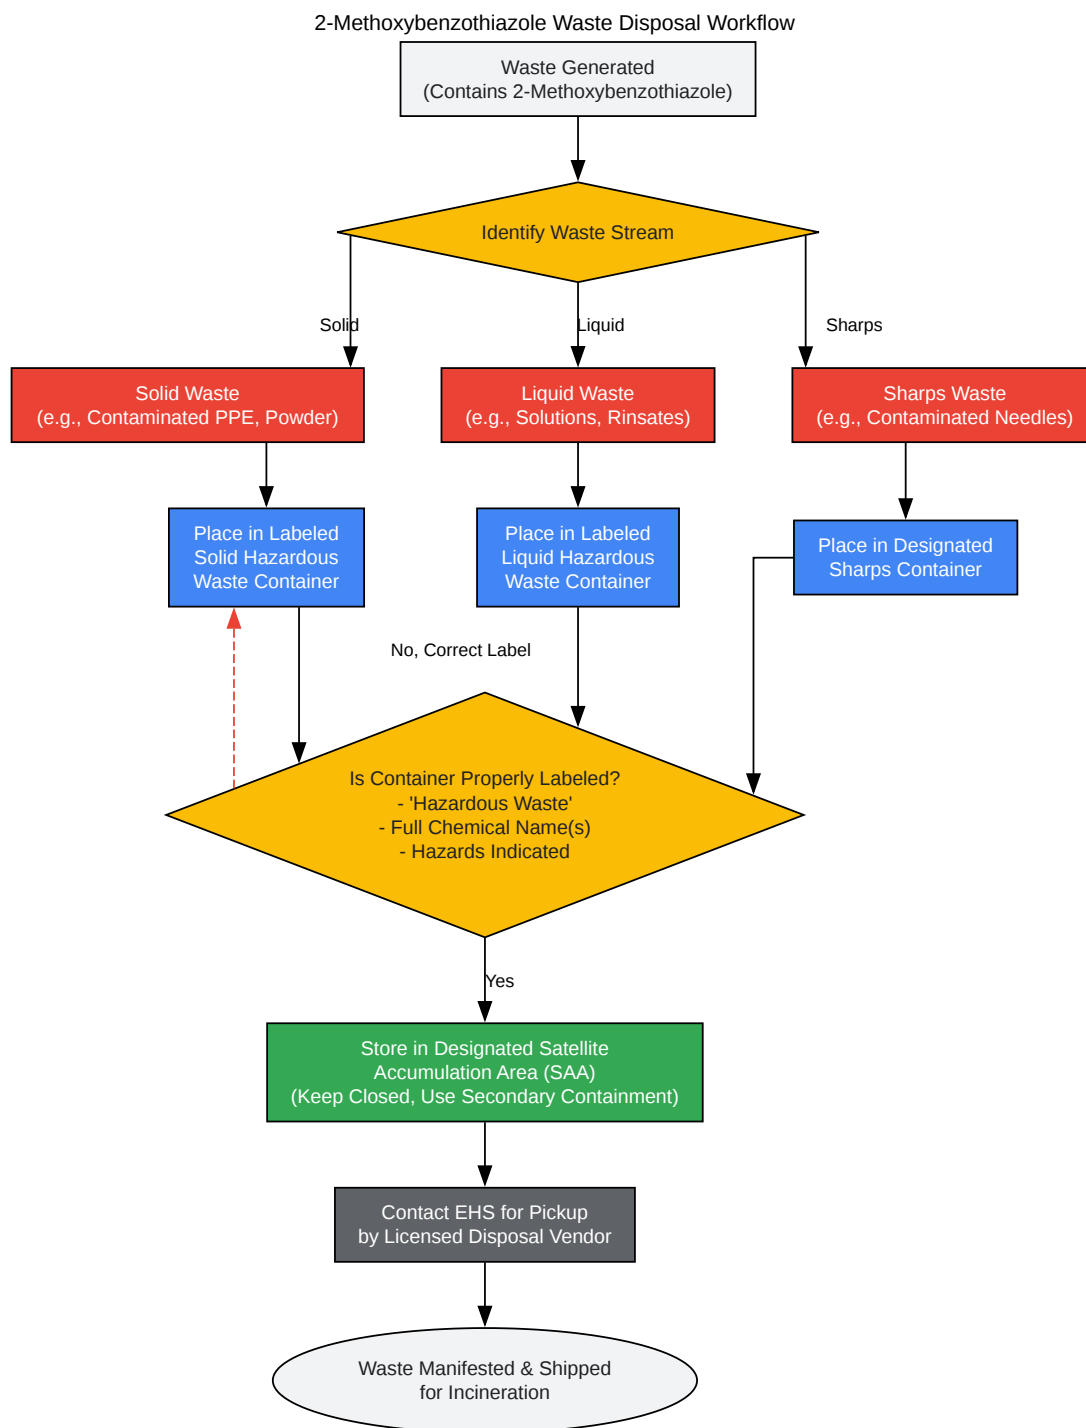 2-Methoxybenzothiazole Waste Disposal Workflow
Waste Generated
(Contains 2-Methoxybenzothiazole)
Identify Waste Stream
Solid
Liquid
Sharps
Solid Waste
(e.g., Contaminated PPE, Powder)
Liquid Waste
(e.g., Solutions, Rinsates)
Sharps Waste
(e.g., Contaminated Needles)
Place in Labeled
Solid Hazardous
Waste Container
Place in Labeled
Liquid Hazardous
Waste Container
Place in Designated
Sharps Container
No, Correct Label
Is Container Properly Labeled?
- 'Hazardous Waste'
- Full Chemical Name(s)
- Hazards Indicated
Yes
Store in Designated Satellite
Accumulation Area (SAA)
(Keep Closed, Use Secondary Containment)
Contact EHS for Pickup
by Licensed Disposal Vendor
Waste Manifested & Shipped
for Incineration